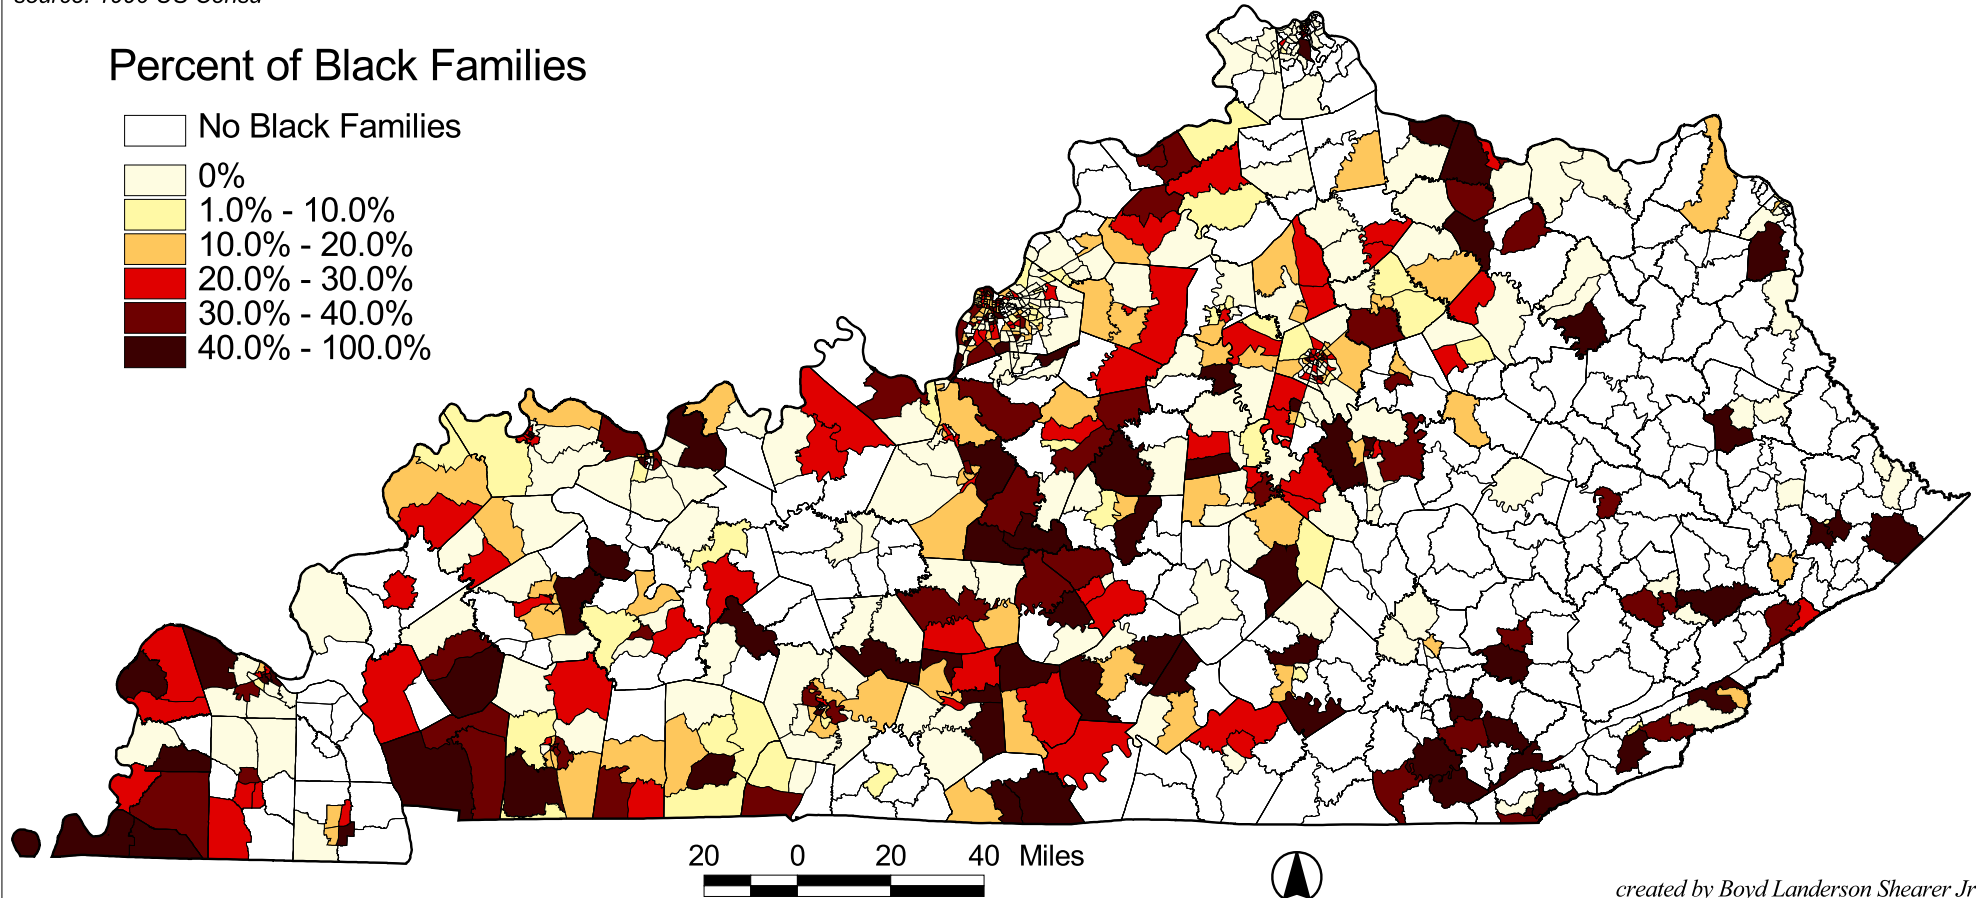 Percent of Black Families
No Black Families
0%
1.0% - 10.0%
10.0% - 20.0%
20.0% - 30.0%
30.0% - 40.0%
40.0% - 100.0%
20 0 20 40 Miles
created by Boyd Landerson Shearer Jr